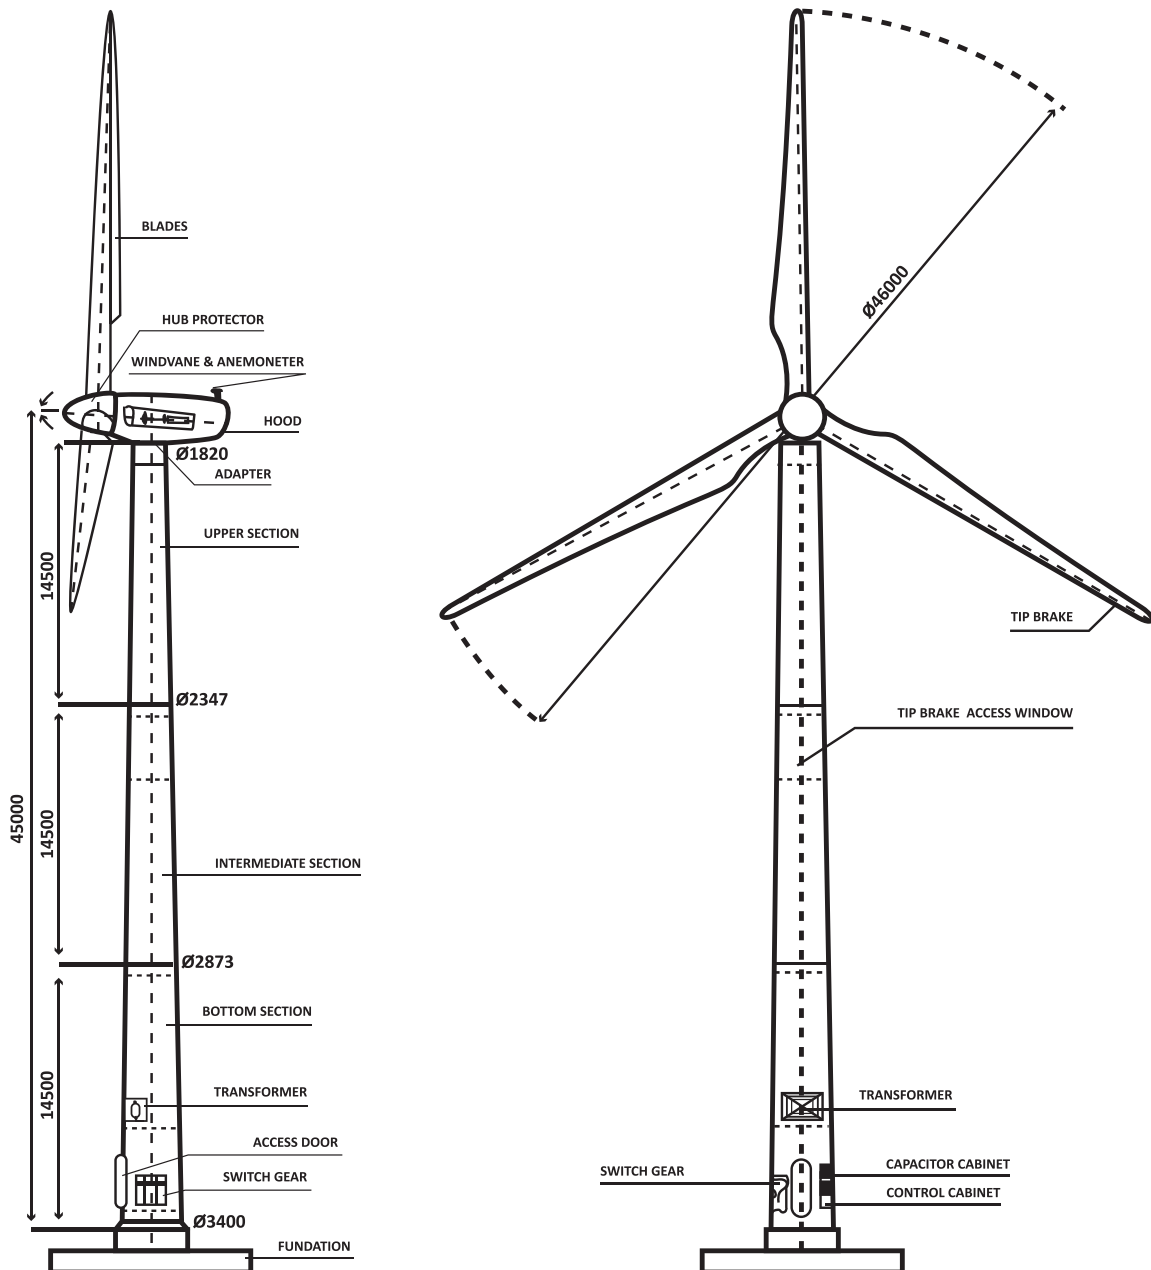 BLADES
HUB PROTECTOR
WINDVANE & ANEMONETER
HOOD
Ø1820
ADAPTER
UPPER SECTION
14500
Ø2347
45000
14500
INTERMEDIATE SECTION
Ø2873
BOTTOM SECTION
14500
TRANSFORMER
ACCESS DOOR
SWITCH GEAR
Ø3400
FUNDATION
Ø46000
TIP BRAKE
TIP BRAKE ACCESS WINDOW
TRANSFORMER
SWITCH GEAR
CAPACITOR CABINET
CONTROL CABINET